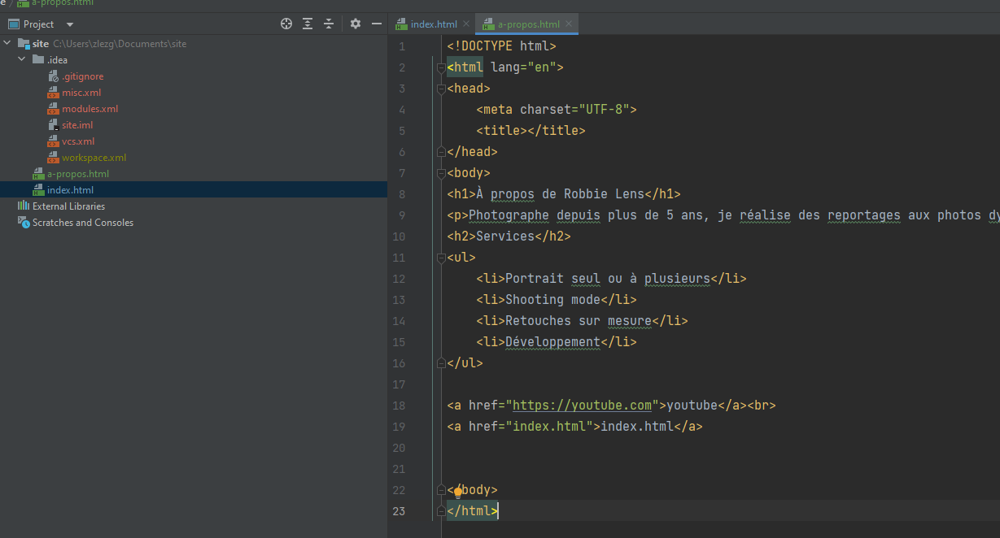 a-propos.html
Project
site C:\Users\zlezg\Documents\site
.idea
.gitignore
misc.xml
modules.xml
site.iml
vcs.xml
workspace.xml
a-propos.html
index.html
External Libraries
Scratches and Consoles
index.html a-propos.html
1 <!DOCTYPE html>
2 <html lang="en">
3 <head>
4 <meta charset="UTF-8">
5 <title></title>
6 </head>
7 <body>
8 <h1>À propos de Robbie Lens</h1>
9 <p>Photographe depuis plus de 5 ans, je réalise des reportages aux photos dy
10 <h2>Services</h2>
11 <ul>
12 <li>Portrait seul ou à plusieurs</li>
13 <li>Shooting mode</li>
14 <li>Retouches sur mesure</li>
15 <li>Développement</li>
16 </ul>
17
18 <a href="https://youtube.com">youtube</a><br>
19 <a href="index.html">index.html</a>
20
21
22 </body>
23 </html>